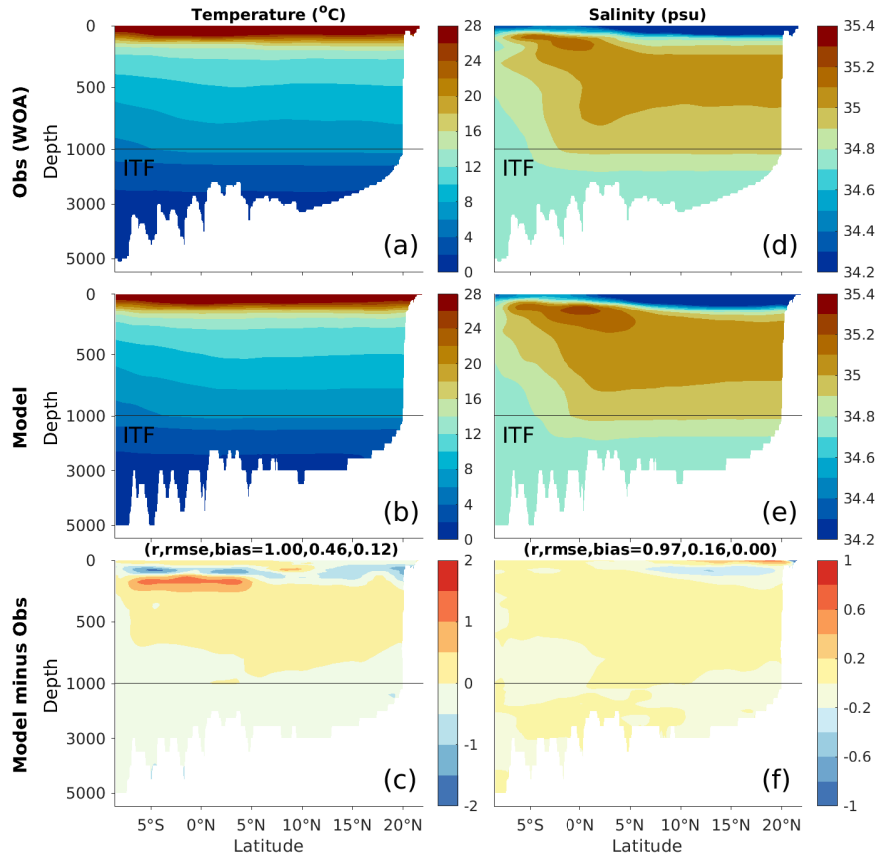 Temperature (°C)
Salinity (psu)
Obs (WOA)
Depth
0
500
1000
3000
5000
ITF
(a)
28
24
20
16
12
8
4
0
ITF
(d)
35.4
35.2
35
34.8
34.6
34.4
34.2
Model
Depth
0
500
1000
3000
5000
ITF
(b)
28
24
20
16
12
8
4
0
ITF
(e)
35.4
35.2
35
34.8
34.6
34.4
34.2
(r,rmse,bias=1.00,0.46,0.12)
(r,rmse,bias=0.97,0.16,0.00)
Model minus Obs
Depth
0
500
1000
3000
5000
(c)
2
1
0
-1
-2
(f)
1
0.6
0.2
-0.2
-0.6
-1
5°S 0°N 5°N 10°N 15°N 20°N
Latitude
5°S 0°N 5°N 10°N 15°N 20°N
Latitude